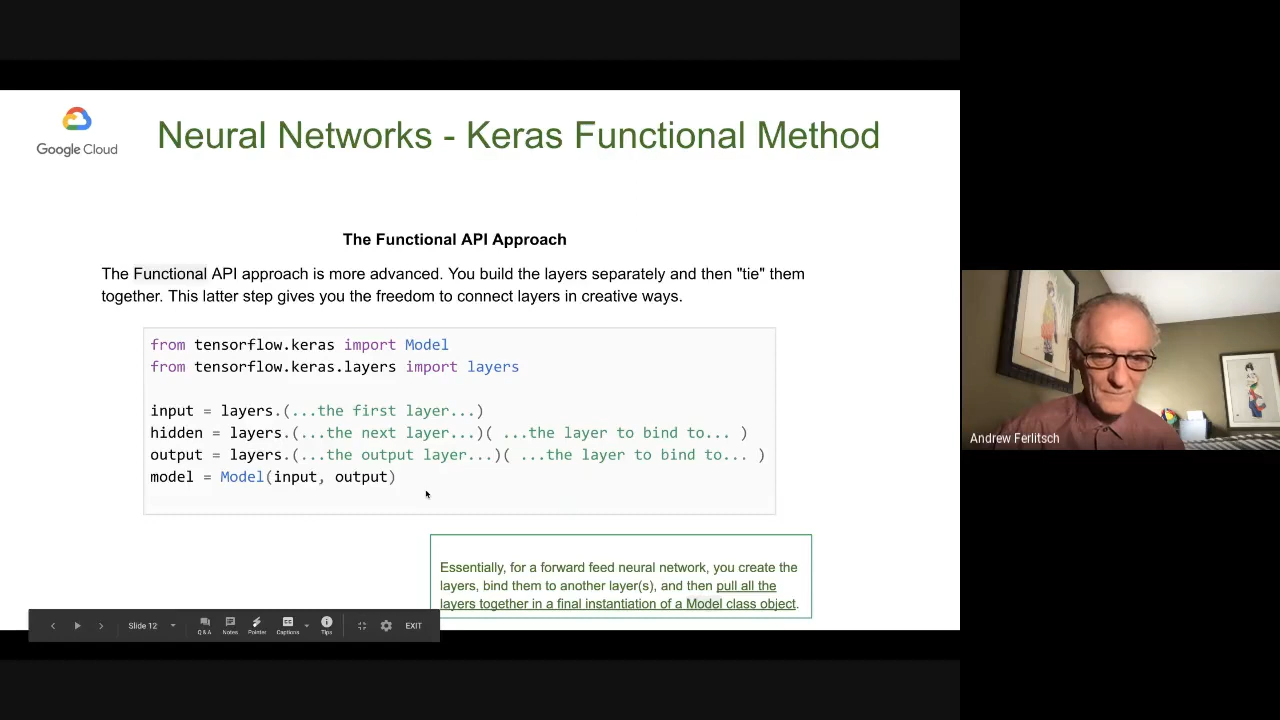 Google Cloud
Neural Networks - Keras Functional Method
The Functional API Approach
The Functional API approach is more advanced. You build the layers separately and then "tie" them
together. This latter step gives you the freedom to connect layers in creative ways.
from tensorflow.keras import Model
from tensorflow.keras.layers import layers
input = layers.(...the first layer...)
hidden = layers.(...the next layer...)( ...the layer to bind to... )
output = layers.(...the output layer...)( ...the layer to bind to... )
model = Model(input, output)
Essentially, for a forward feed neural network, you create the
layers, bind them to another layer(s), and then pull all the
layers together in a final instantiation of a Model class object.
Slide 12
Q & A
Notes
Pointer
Captions
Tips
EXIT
Andrew Ferlitsch